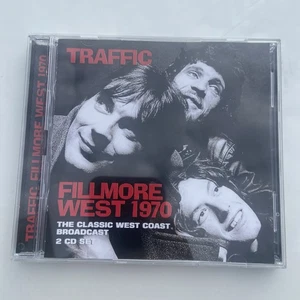 TRAFFIC
FILLMORE
WEST 1970
THE CLASSIC WEST COAST
BROADCAST
2 CD SET
TRAFFIC FILLMORE WEST 1970